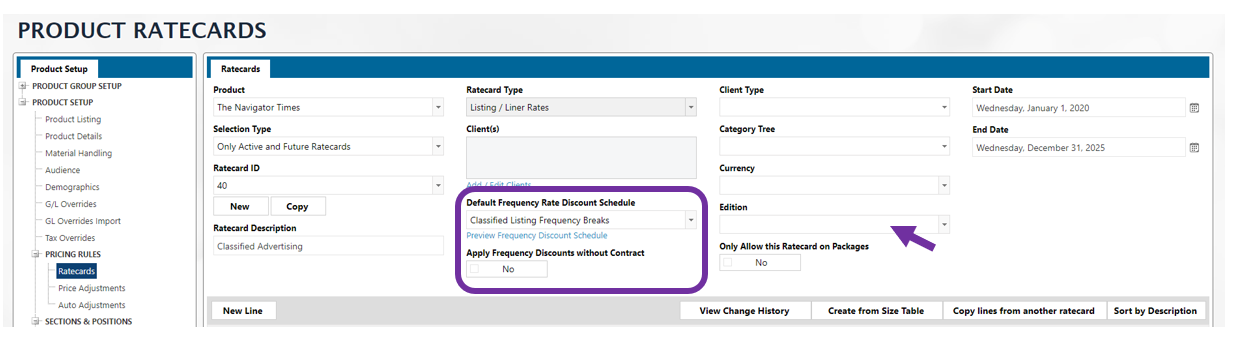 PRODUCT RATECARDS
Product Setup
PRODUCT GROUP SETUP
PRODUCT SETUP
Product Listing
Product Details
Material Handling
Audience
Demographics
G/L Overrides
GL Overrides Import
Tax Overrides
PRICING RULES
Ratecards
Price Adjustments
Auto Adjustments
SECTIONS & POSITIONS
Ratecards
Product
The Navigator Times
Selection Type
Only Active and Future Ratecards
Ratecard ID
40
New Copy
Ratecard Description
Classified Advertising
Ratecard Type
Listing / Liner Rates
Client(s)
Add / Edit Clients
Default Frequency Rate Discount Schedule
Classified Listing Frequency Breaks
Preview Frequency Discount Schedule
Apply Frequency Discounts without Contract
No
Client Type
Category Tree
Currency
Edition
Only Allow this Ratecard on Packages
No
Start Date
Wednesday, January 1, 2020
End Date
Wednesday, December 31, 2025
New Line View Change History Create from Size Table Copy lines from another ratecard Sort by Description